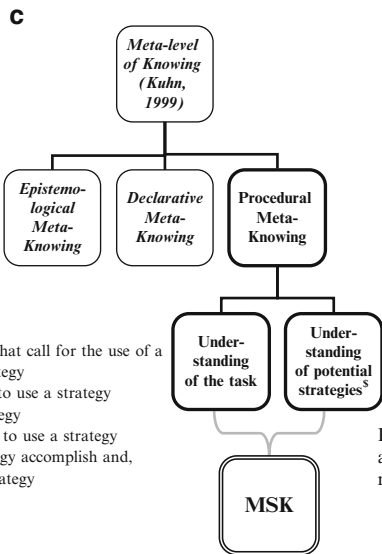 c
Meta-level
of Knowing
(Kuhn,
1999)
Epistemo-
logical
Meta-
Knowing
Declarative
Meta-
Knowing
Procedural
Meta-
Knowing
Under-
standing
of the task
Under-
standing
of potential
strategies$
hat call for the use of a
tegy
to use a strategy
tegy
to use a strategy
gy accomplish and,
rategy
MSK